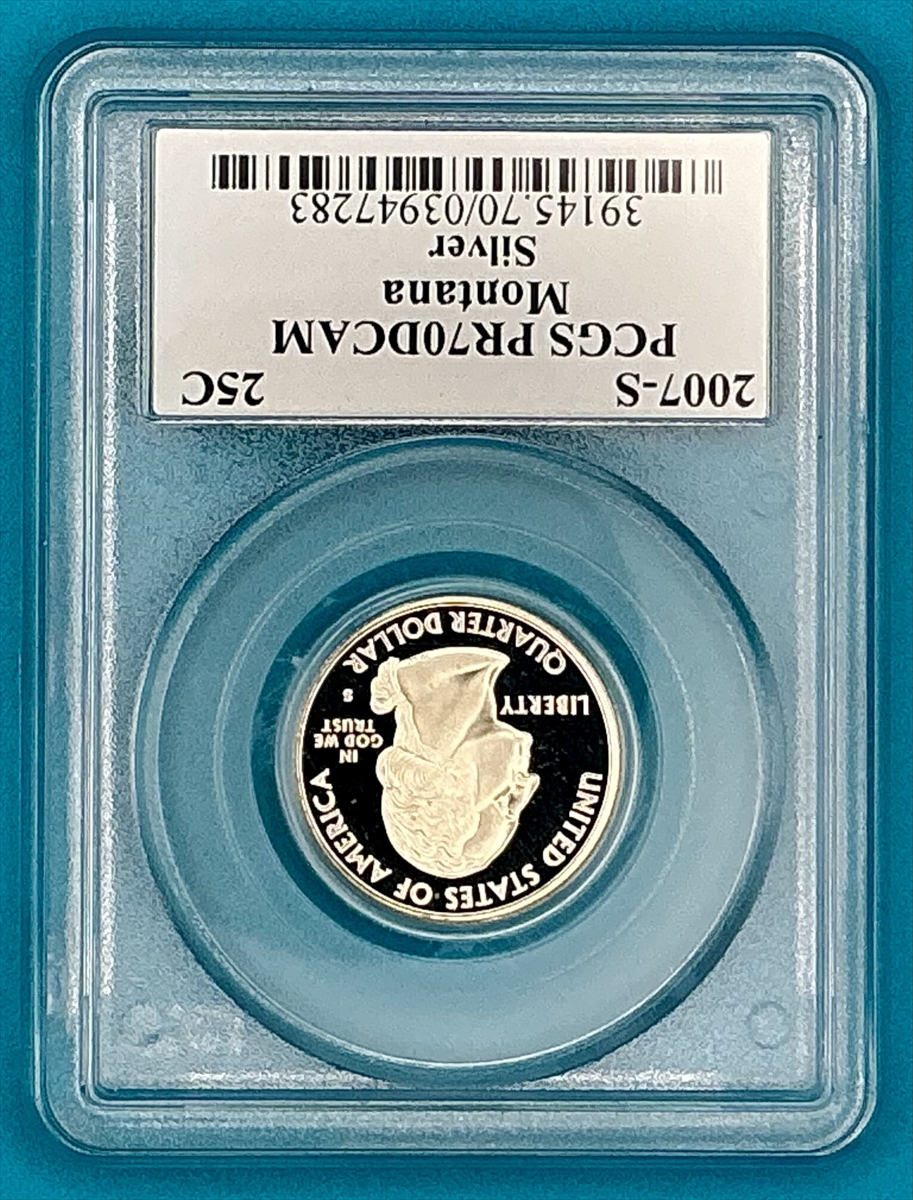 2007-S 25C
PCGS PR70DCAM
Montana
Silver
39145.70/03947283
UNITED STATES OF AMERICA
LIBERTY
IN
GOD WE
TRUST
S
QUARTER DOLLAR